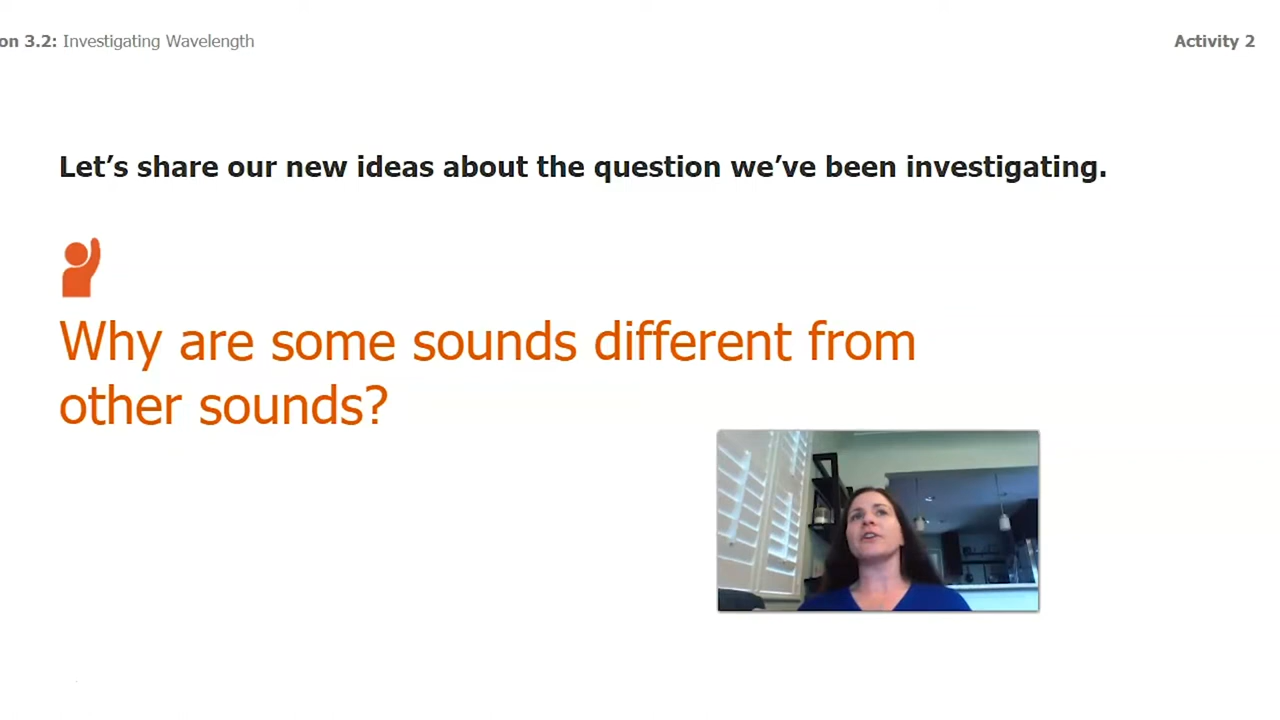 on 3.2: Investigating Wavelength
Activity 2
Let’s share our new ideas about the question we’ve been investigating.
Why are some sounds different from
other sounds?